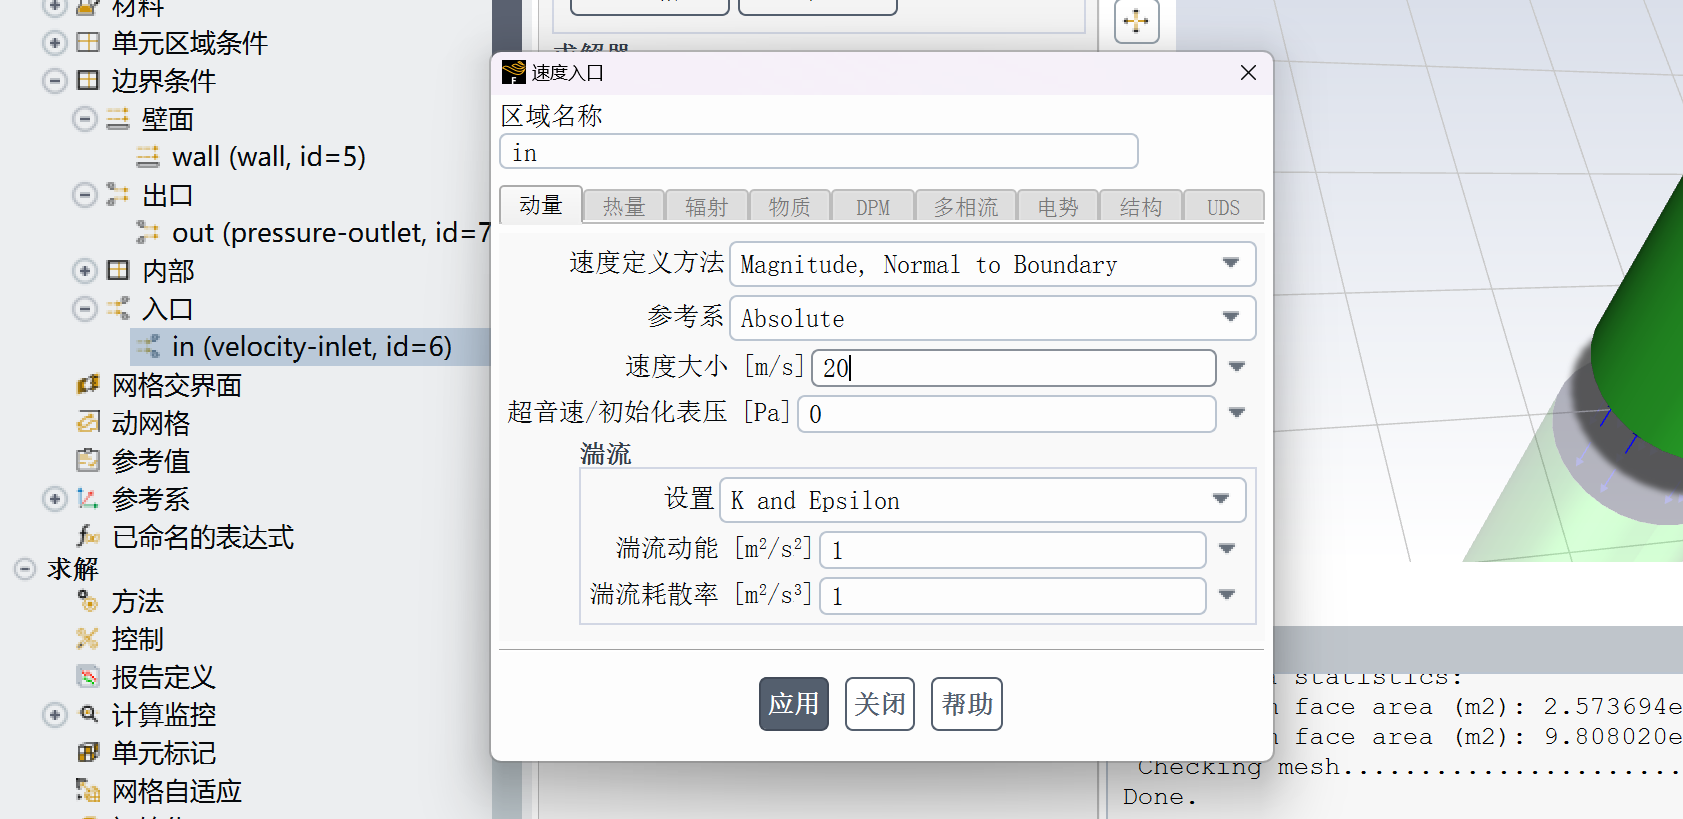 材料
单元区域条件
边界条件
壁面
wall (wall, id=5)
出口
out (pressure-outlet, id=7
内部
入口
in (velocity-inlet, id=6)
网格交界面
动网格
参考值
参考系
已命名的表达式
求解
方法
控制
报告定义
计算监控
单元标记
网格自适应
求解器
速度入口
区域名称
in
动量 热量 辐射 物质 DPM 多相流 电势 结构 UDS
速度定义方法 Magnitude, Normal to Boundary
参考系 Absolute
速度大小 [m/s] 20
超音速/初始化表压 [Pa] 0
湍流
设置 K and Epsilon
湍流动能 [m²/s²] 1
湍流耗散率 [m²/s³] 1
应用 关闭 帮助
statistics:
face area (m2): 2.573694e
face area (m2): 9.808020e
Checking mesh......................
Done.